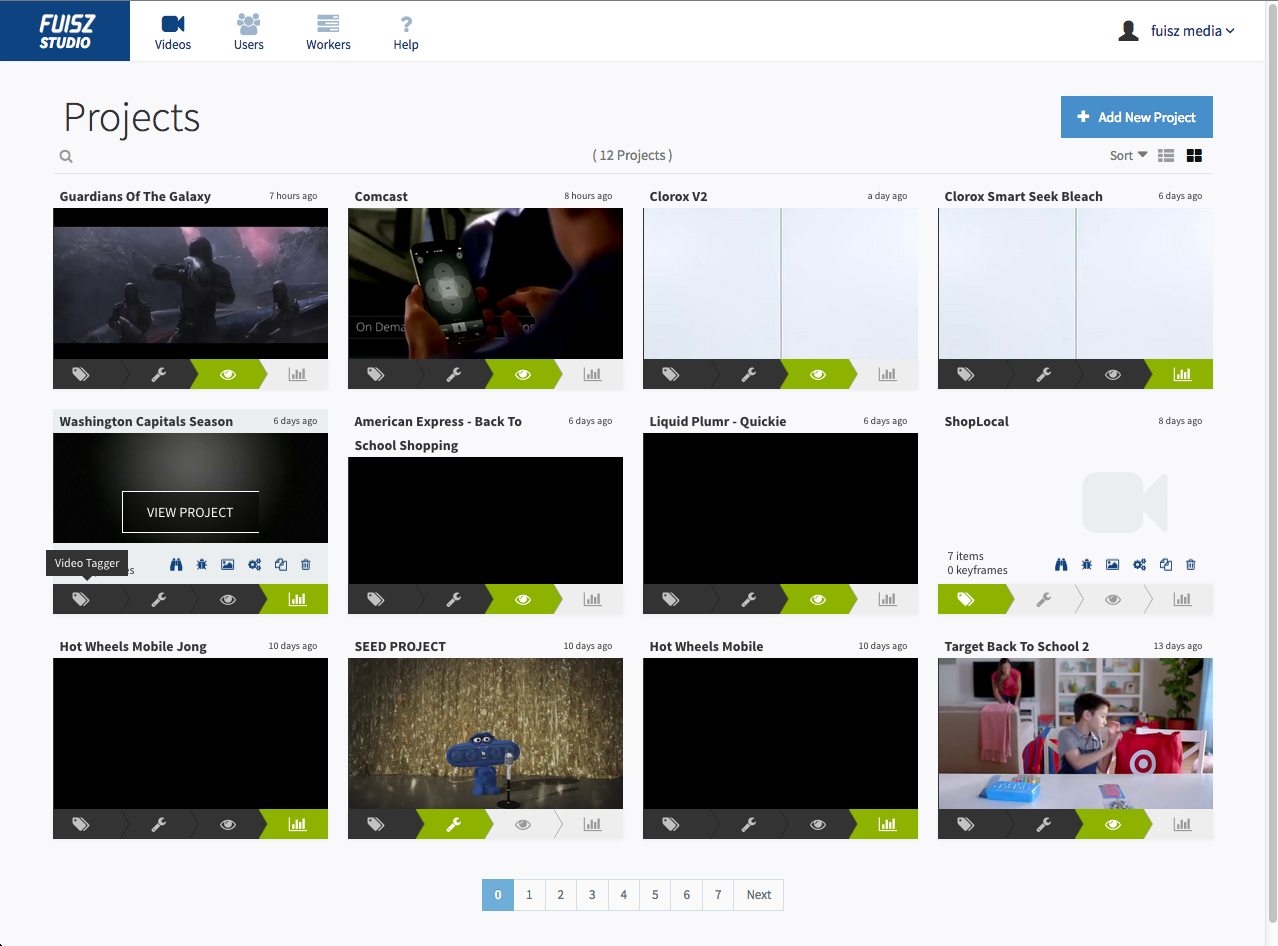 FUISZ
STUDIO
Videos
Users
Workers
? Help
fuisz media
Projects
+ Add New Project
( 12 Projects )
Sort
Guardians Of The Galaxy 7 hours ago
Comcast 8 hours ago
Clorox V2 a day ago
Clorox Smart Seek Bleach 6 days ago
On Dema
Washington Capitals Season 6 days ago
American Express - Back To 6 days ago
School Shopping
Liquid Plumr - Quickie 6 days ago
ShopLocal 8 days ago
VIEW PROJECT
Video Tagger
7 items
0 keyframes
Hot Wheels Mobile Jong 10 days ago
SEED PROJECT 10 days ago
Hot Wheels Mobile 10 days ago
Target Back To School 2 13 days ago
0 1 2 3 4 5 6 7 Next